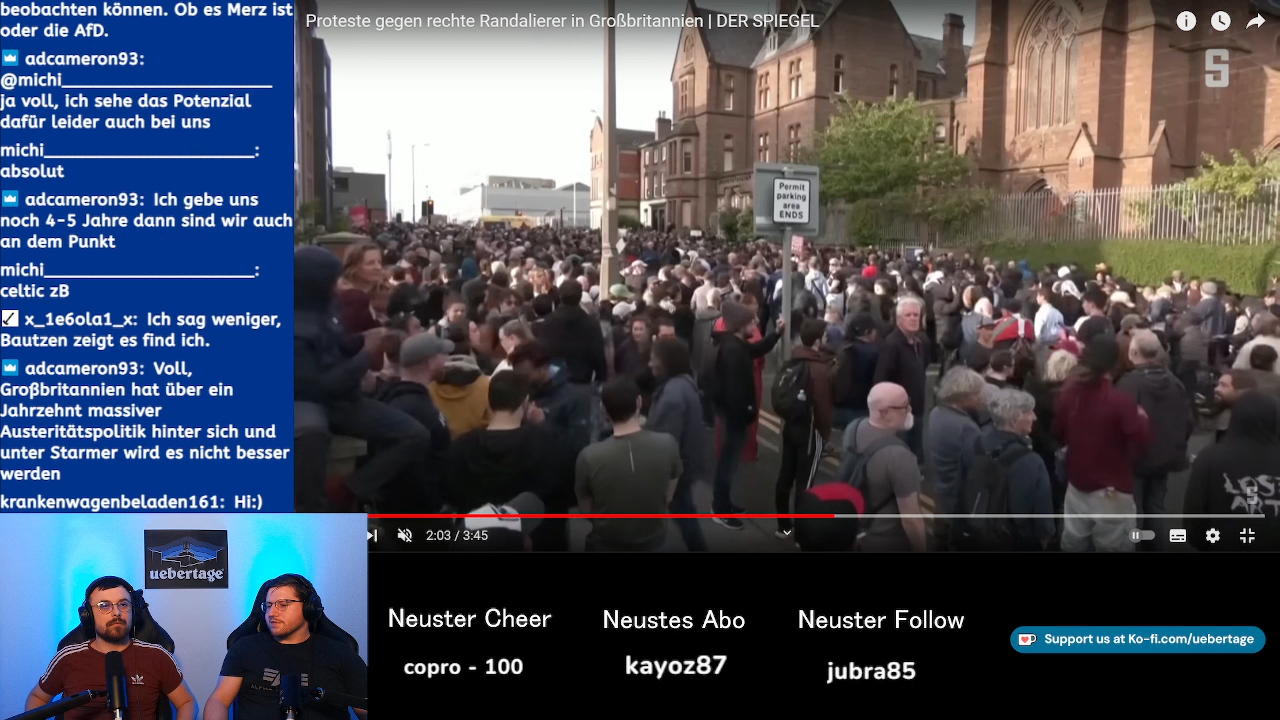 beobachten können. Ob es Merz ist
oder die AfD.
adcameron93:
@michi_____________________
ja voll, ich sehe das Potenzial
dafür leider auch bei uns
michi_____________________:
absolut
adcameron93: Ich gebe uns
noch 4-5 Jahre dann sind wir auch
an dem Punkt
michi_____________________:
celtic zB
x_1e6ola1_x: Ich sag weniger,
Bautzen zeigt es find ich.
adcameron93: Voll,
Großbritannien hat über ein
Jahrzehnt massiver
Austeritätspolitik hinter sich und
unter Starmer wird es nicht besser
werden
krankenwagenbeladen161: Hi:)
Proteste gegen rechte Randalierer in Großbritannien | DER SPIEGEL
S
Permit
parking
area
ENDS
2:03 / 3:45
uebertage
Neuster Cheer
copro - 100
Neustes Abo
kayoz87
Neuster Follow
jubra85
Support us at Ko-fi.com/uebertage